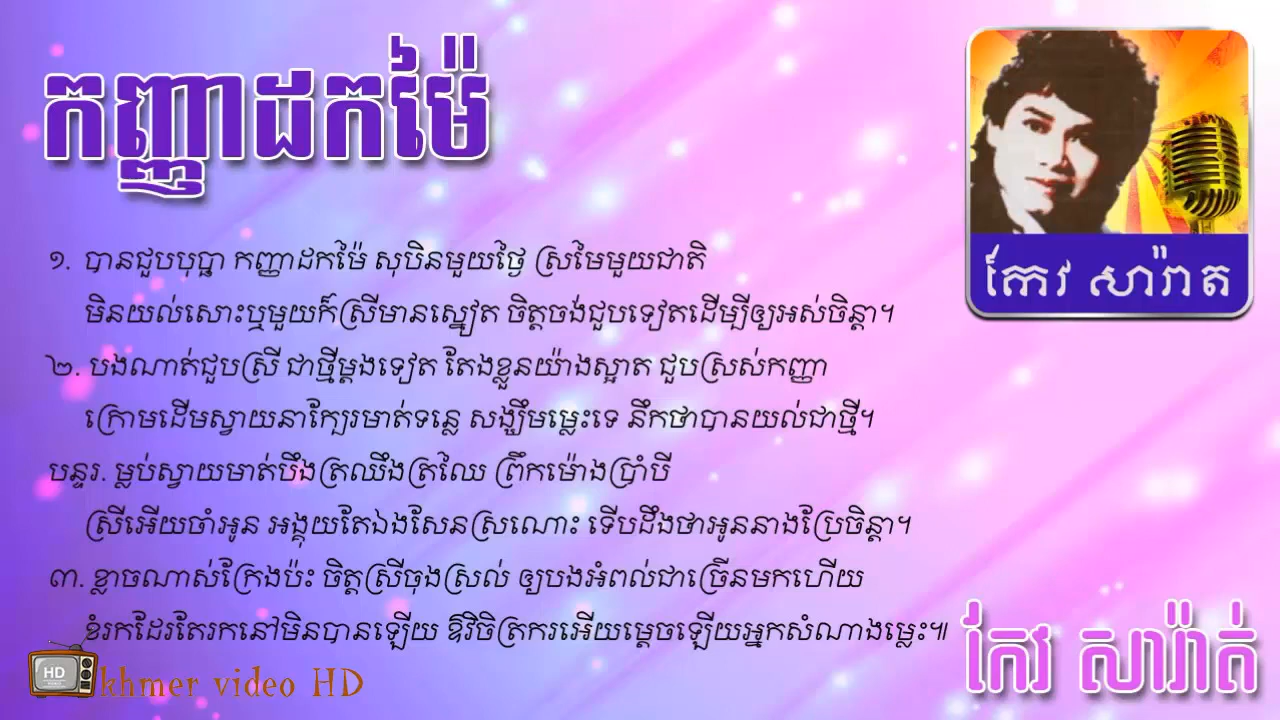 កញ្ញាដកម៉ៃ
កែវ សារ៉ាត
១. បានជួបបុប្ផា កញ្ញាដកម៉ៃ សុបិនមួយថ្ងៃ ស្រមៃមួយជាតិ
មិនយល់សោះឬមួយក៏ស្រីមានស្នៀត ចិត្តចង់ជួបទៀតដើម្បីឲ្យអស់ចិន្តា។
២. បងណាត់ជួបស្រី ជាថ្មីម្តងទៀត តែងខ្លួនយ៉ាងស្អាត ជួបស្រស់កញ្ញា
ក្រោមដើមស្វាយនាក្បែរមាត់ទន្លេ សង្ឃឹមម្លេះទេ នឹកថាបានយល់ជាថ្មី។
បន្ទរ. ម្លប់ស្វាយមាត់បឹងត្រឈឹងត្រឈៃ ព្រឹកម៉ោងប្រាំបី
ស្រីអើយចាំអូន អង្គុយតែឯងសែនស្រណោះ ទើបដឹងថាអូននាងប្រែចិន្តា។
៣. ខ្លាចណាស់ក្រែងប៉ះ ចិត្តស្រីចុងស្រល់ ឲ្យបងអំពល់ជាច្រើនមកហើយ
ខំរកដែរតែរកនៅមិនបានឡើយ ឱវិចិត្រករអើយម្តេចឡើយអ្នកសំណាងម្លេះ៕
HD
khmer video HD
កែវ សារ៉ាត់